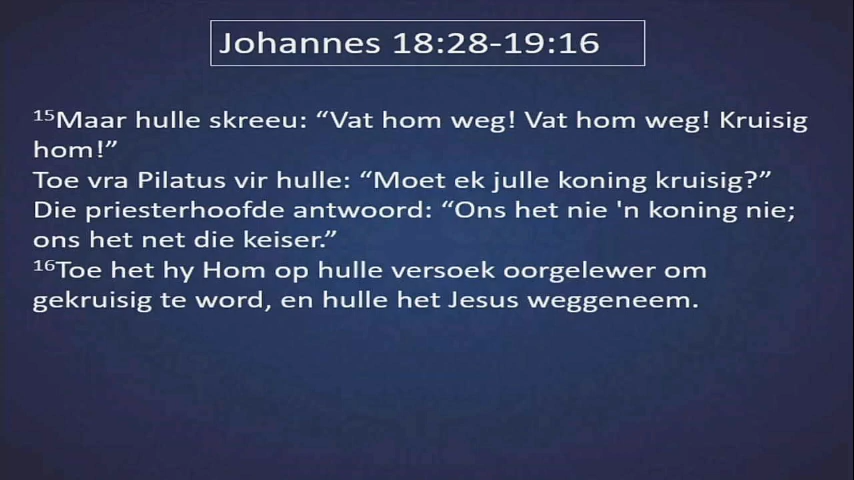 Johannes 18:28-19:16
¹⁵Maar hulle skreeu: “Vat hom weg! Vat hom weg! Kruisig
hom!”
Toe vra Pilatus vir hulle: “Moet ek julle koning kruisig?”
Die priesterhoofde antwoord: “Ons het nie 'n koning nie;
ons het net die keiser.”
¹⁶Toe het hy Hom op hulle versoek oorgelewer om
gekruisig te word, en hulle het Jesus weggeneem.